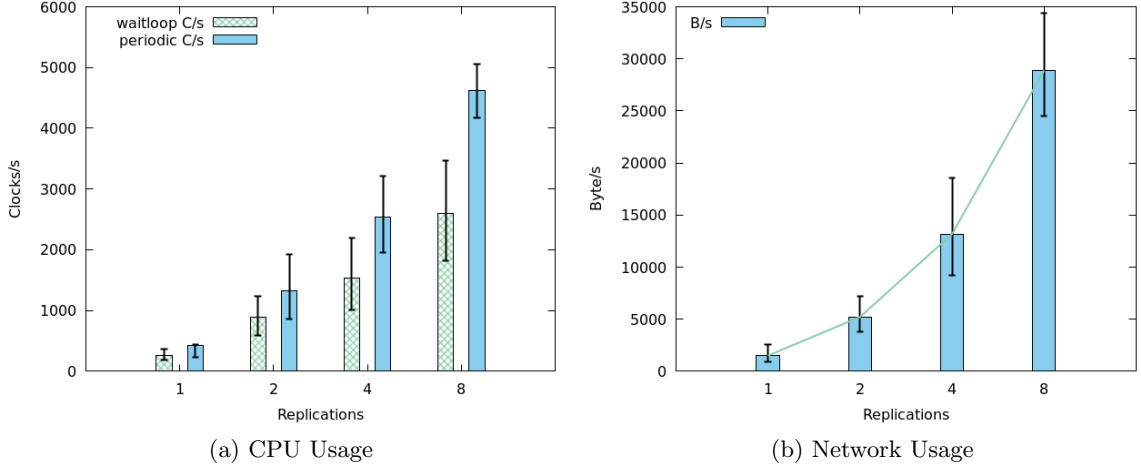 waitloop C/s
periodic C/s
6000
5000
4000
3000
2000
1000
0
Clocks/s
1 2 4 8
Replications
(a) CPU Usage
B/s
35000
30000
25000
20000
15000
10000
5000
0
Byte/s
1 2 4 8
Replications
(b) Network Usage